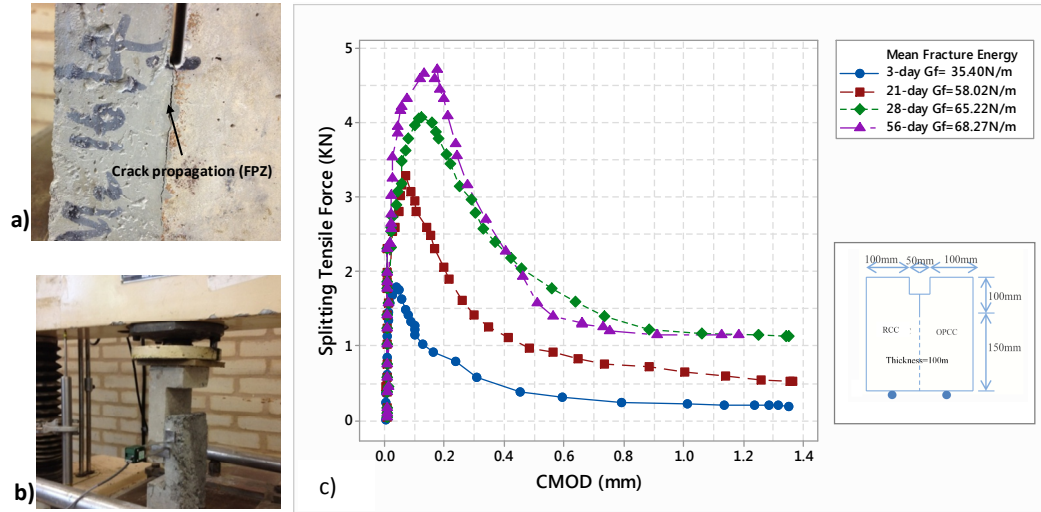 a)
Crack propagation (FPZ)
b)
c)
Splitting Tensile Force (KN)
5
4
3
2
1
0
0.0 0.2 0.4 0.6 0.8 1.0 1.2 1.4
CMOD (mm)
Mean Fracture Energy
3-day Gf= 35.40N/m
21-day Gf=58.02N/m
28-day Gf=65.22N/m
56-day Gf=68.27N/m
100mm 50mm 100mm
100mm
RCC OPCC
150mm
Thickness=100m